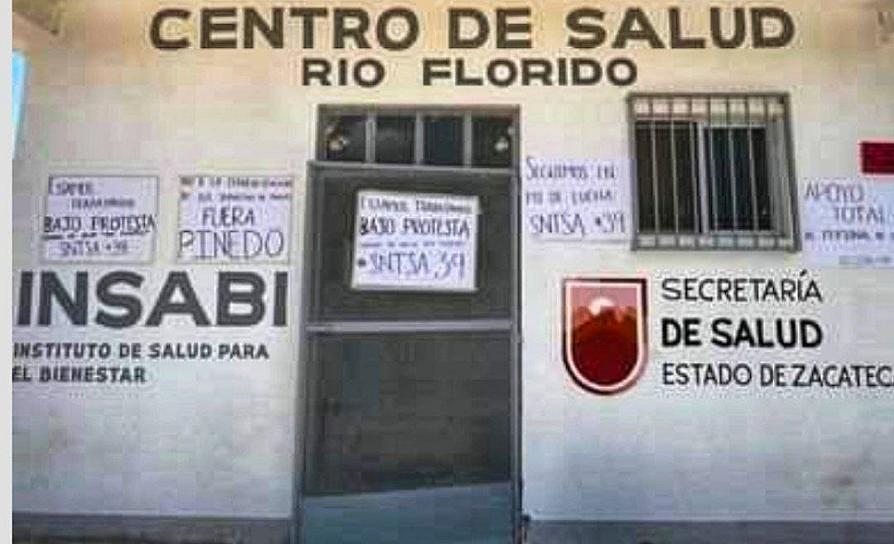 CENTRO DE SALUD
RIO FLORIDO
ESTAMOS
TRABAJANDO
BAJO PROTESTA
SNTSA *39
FUERA
PINEDO
ESTAMOS TRABAJANDO
BAJO PROTESTA
*SNTSA 39
SEGUIMOS EN
PIE DE LUCHA
SNTSA *39
APOYO
TOTAL
INSABI
INSTITUTO DE SALUD PARA
EL BIENESTAR
SECRETARÍA
DE SALUD
ESTADO DE ZACATECA